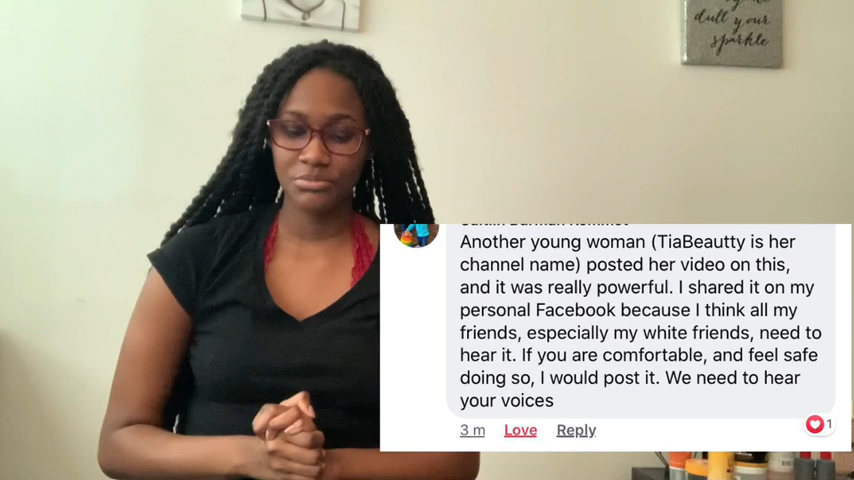 dull your
sparkle
Another young woman (TiaBeautty is her
channel name) posted her video on this,
and it was really powerful. I shared it on my
personal Facebook because I think all my
friends, especially my white friends, need to
hear it. If you are comfortable, and feel safe
doing so, I would post it. We need to hear
your voices
3 m Love Reply
1